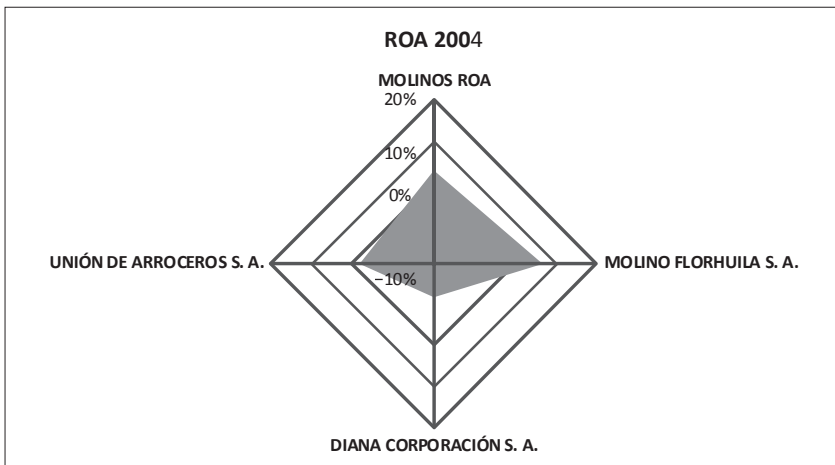 ROA 2004
MOLINOS ROA
20%
10%
0%
UNIÓN DE ARROCEROS S. A.
MOLINO FLORHUILA S. A.
−10%
DIANA CORPORACIÓN S. A.